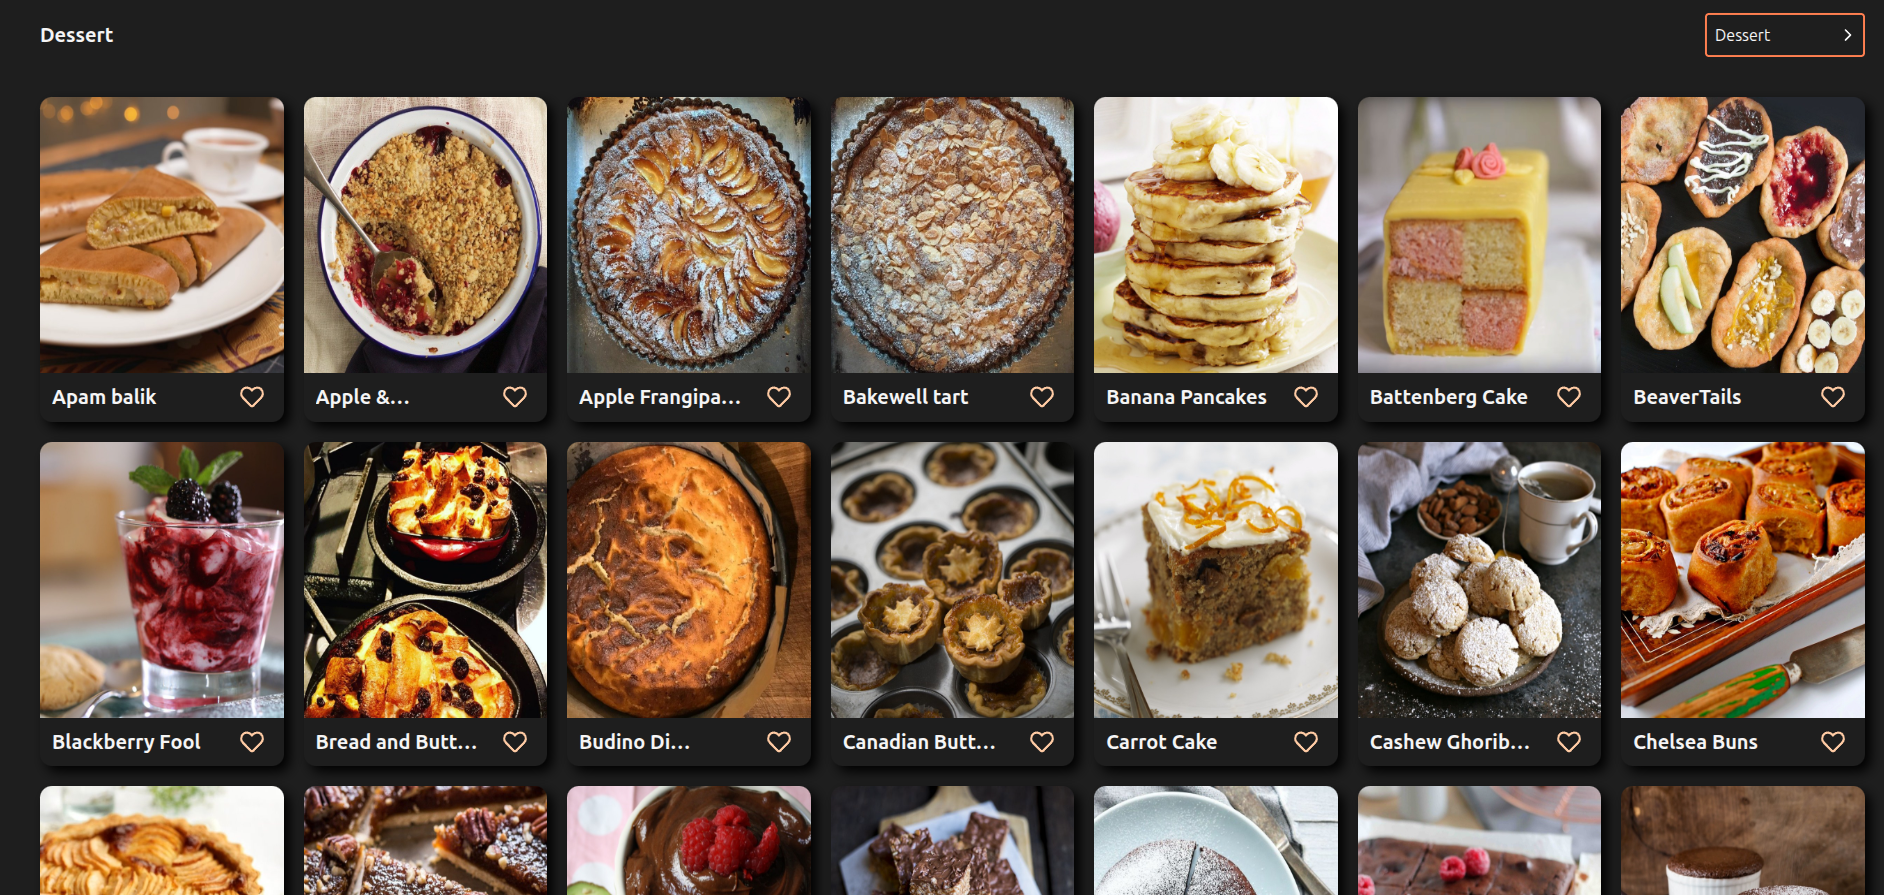 Dessert
Dessert
Apam balik
Apple &...
Apple Frangipa...
Bakewell tart
Banana Pancakes
Battenberg Cake
BeaverTails
Blackberry Fool
Bread and Butt...
Budino Di...
Canadian Butt...
Carrot Cake
Cashew Ghorib...
Chelsea Buns